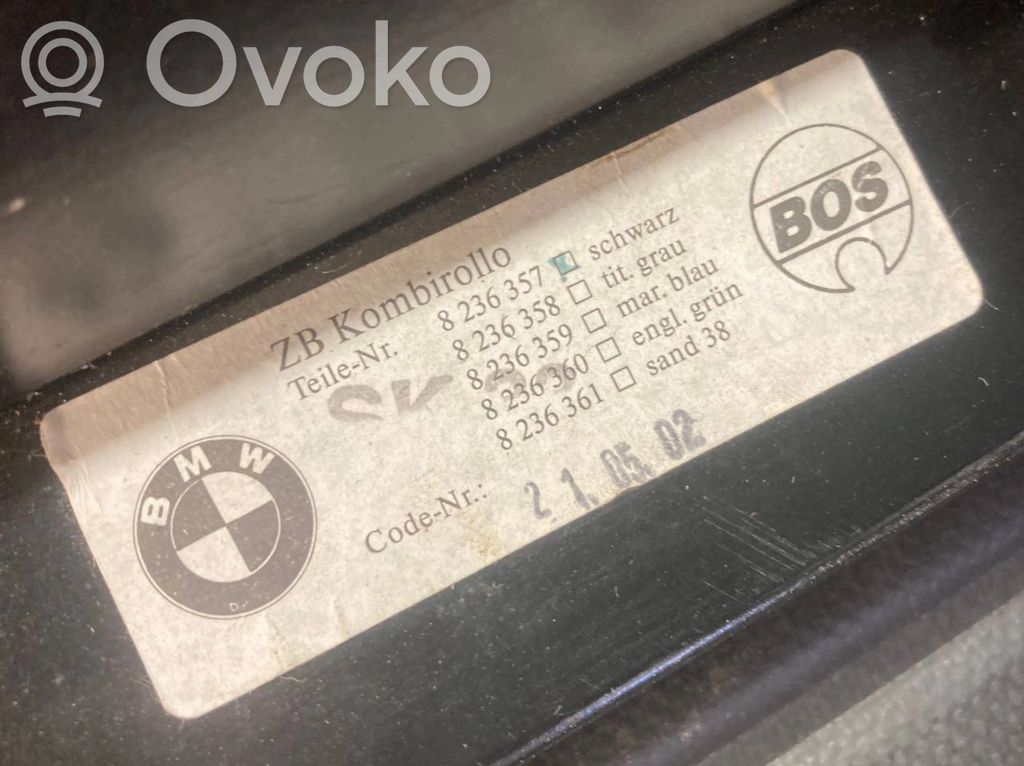 Ovoko
ZB Kombirollo
Teile-Nr. 8 236 357 schwarz
8 236 358 tit. grau
8 236 359 mar. blau
8 236 360 engl. grün
8 236 361 sand 38
Code-Nr.: 21.05.02
BMW
BOS